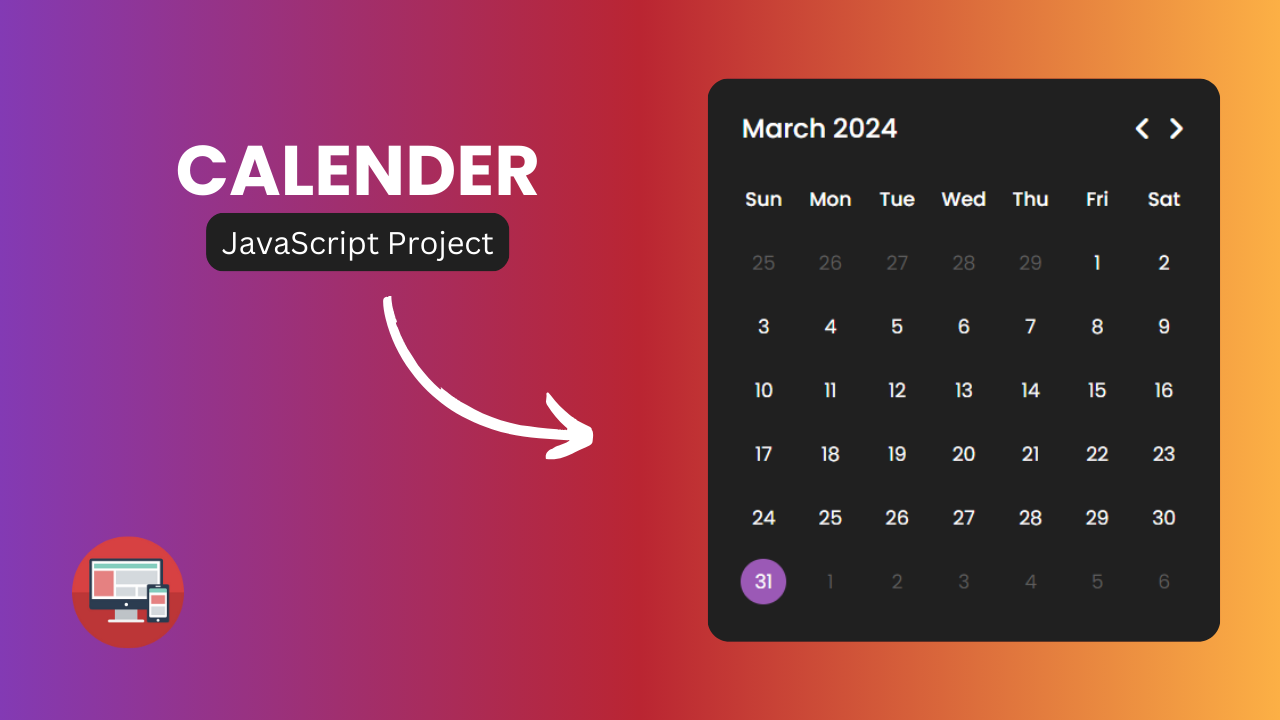 CALENDER
JavaScript Project
March 2024
Sun Mon Tue Wed Thu Fri Sat
25 26 27 28 29 1 2
3 4 5 6 7 8 9
10 11 12 13 14 15 16
17 18 19 20 21 22 23
24 25 26 27 28 29 30
31 1 2 3 4 5 6